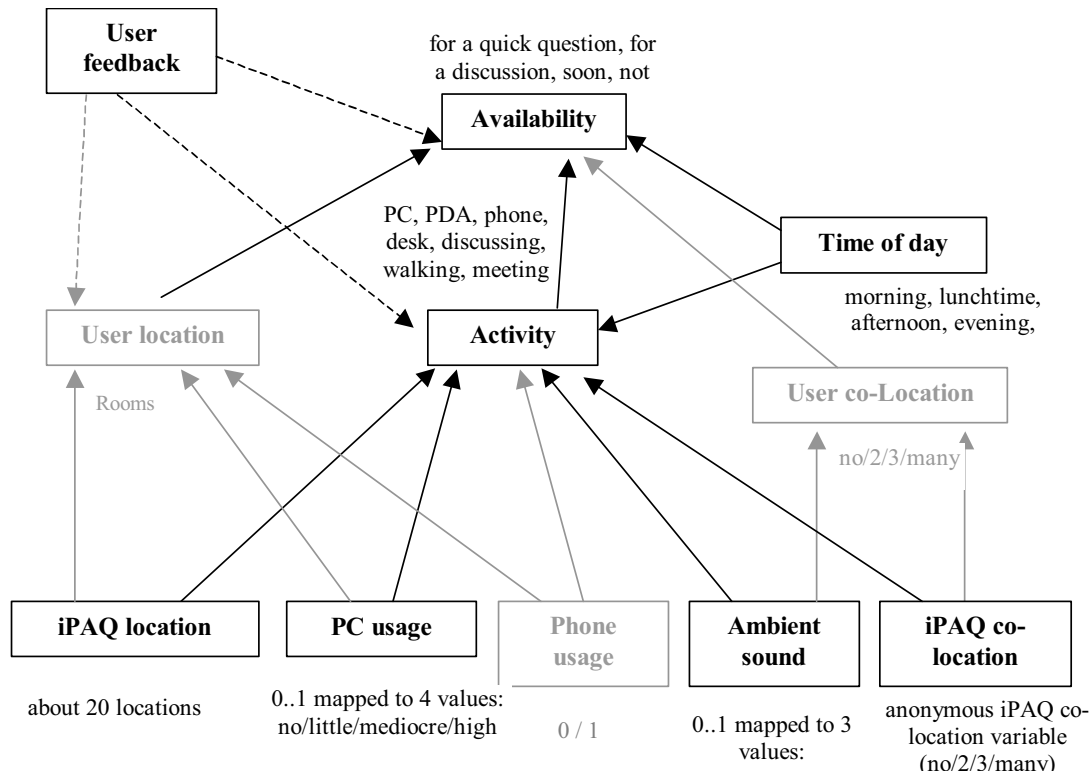 User
feedback
for a quick question, for
a discussion, soon, not
Availability
PC, PDA, phone,
desk, discussing,
walking, meeting
Time of day
morning, lunchtime,
afternoon, evening,
User location
Activity
User co-Location
Rooms
no/2/3/many
iPAQ location
PC usage
Phone
usage
Ambient
sound
iPAQ co-
location
about 20 locations
0..1 mapped to 4 values:
no/little/mediocre/high
0 / 1
0..1 mapped to 3
values:
anonymous iPAQ co-
location variable
(no/2/3/many)